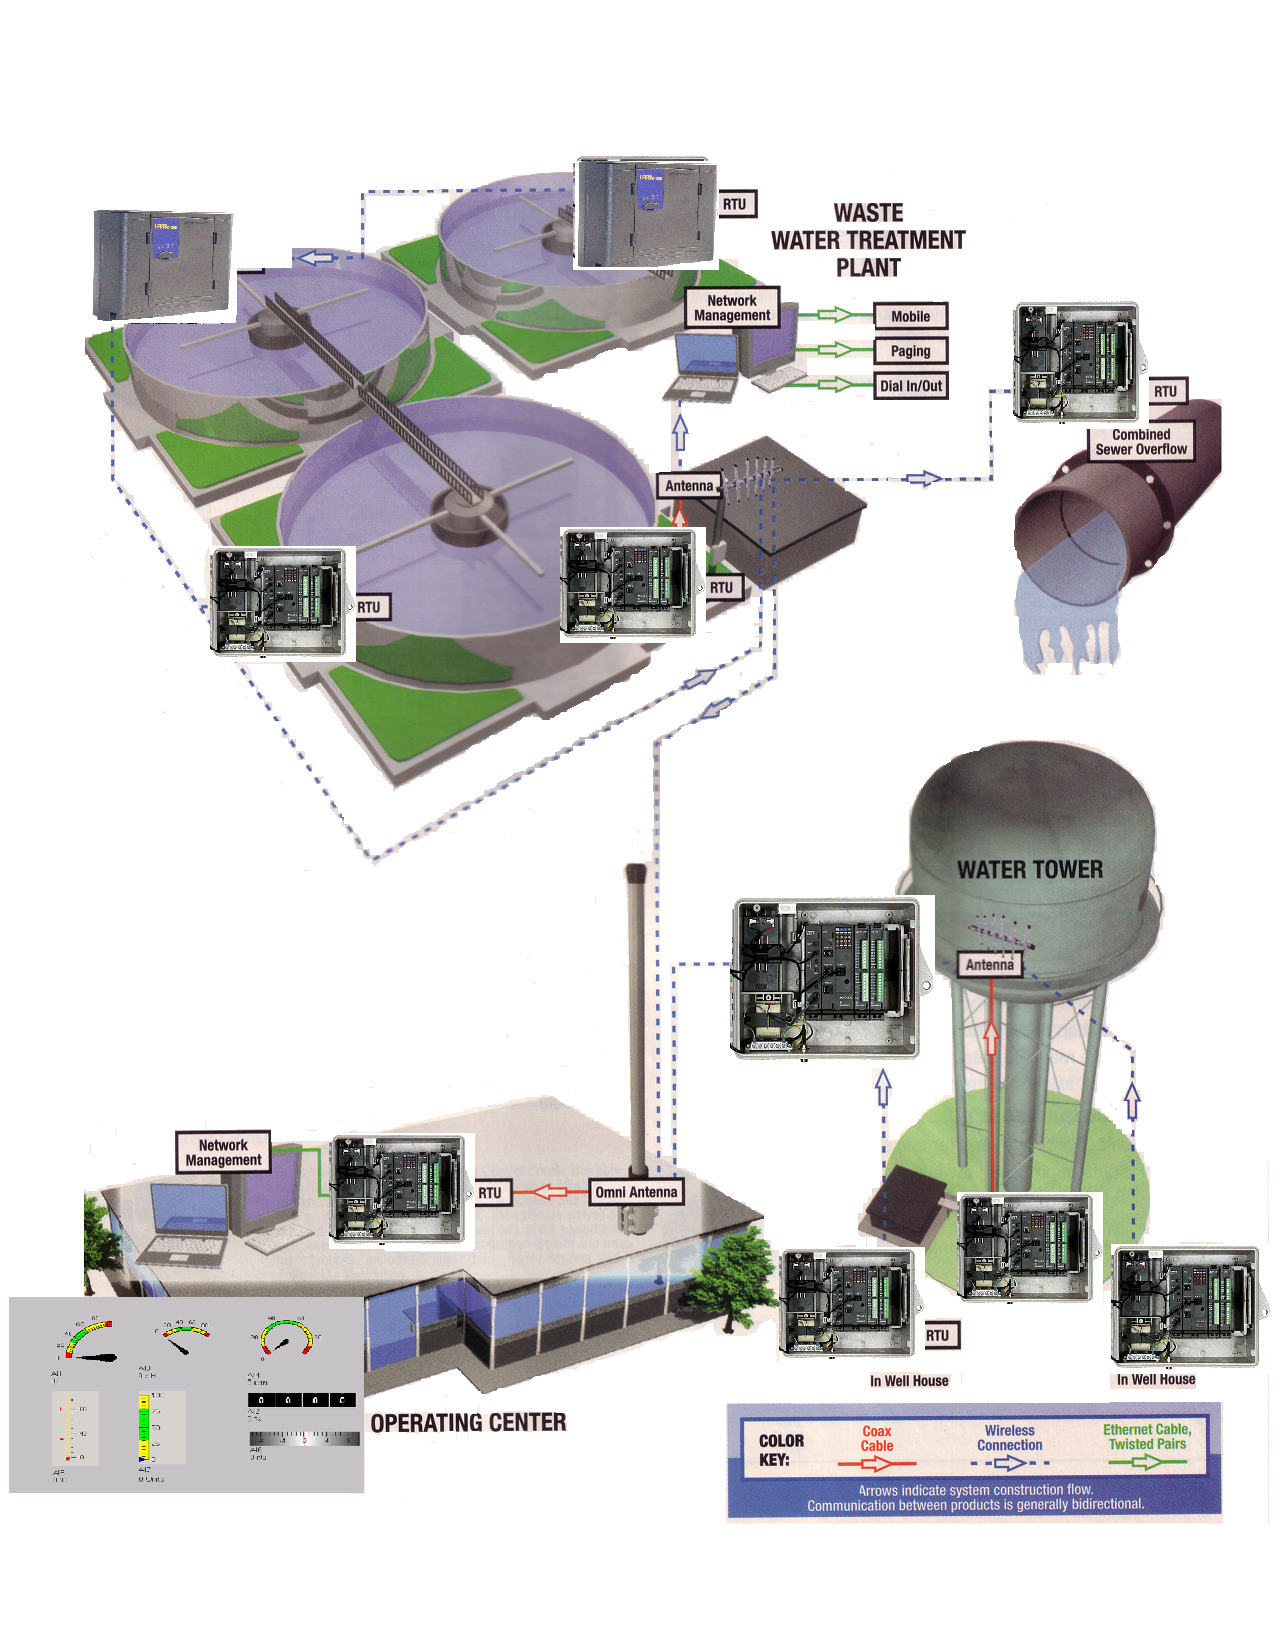 RTU
WASTE
WATER TREATMENT
PLANT
Network
Management
Mobile
Paging
Dial In/Out
RTU
Combined
Sewer Overflow
Antenna
RTU
RTU
WATER TOWER
Antenna
Network
Management
RTU
Omni Antenna
RTU
In Well House
In Well House
OPERATING CENTER
COLOR
KEY:
Coax
Cable
Wireless
Connection
Ethernet Cable,
Twisted Pairs
Arrows indicate system construction flow.
Communication between products is generally bidirectional.